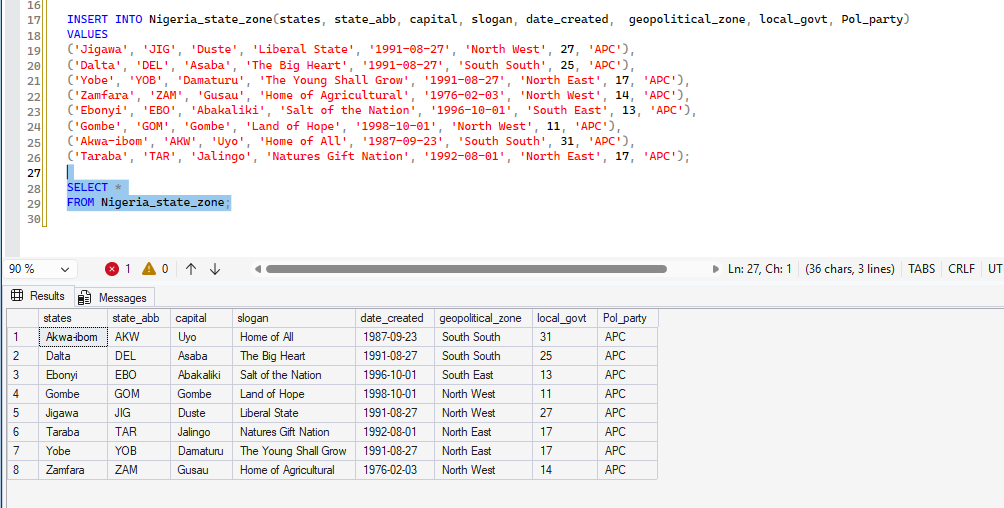 16
17 INSERT INTO Nigeria_state_zone(states, state_abb, capital, slogan, date_created,  geopolitical_zone, local_govt, Pol_party)
18 VALUES
19 ('Jigawa', 'JIG', 'Duste', 'Liberal State', '1991-08-27', 'North West', 27, 'APC'),
20 ('Dalta', 'DEL', 'Asaba', 'The Big Heart', '1991-08-27', 'South South', 25, 'APC'),
21 ('Yobe', 'YOB', 'Damaturu', 'The Young Shall Grow', '1991-08-27', 'North East', 17, 'APC'),
22 ('Zamfara', 'ZAM', 'Gusau', 'Home of Agricultural', '1976-02-03', 'North West', 14, 'APC'),
23 ('Ebonyi', 'EBO', 'Abakaliki', 'Salt of the Nation', '1996-10-01', 'South East', 13, 'APC'),
24 ('Gombe', 'GOM', 'Gombe', 'Land of Hope', '1998-10-01', 'North West', 11, 'APC'),
25 ('Akwa-ibom', 'AKW', 'Uyo', 'Home of All', '1987-09-23', 'South South', 31, 'APC'),
26 ('Taraba', 'TAR', 'Jalingo', 'Natures Gift Nation', '1992-08-01', 'North East', 17, 'APC');
27
28 SELECT *
29 FROM Nigeria_state_zone;
30
90 % 1 0 Ln: 27, Ch: 1 (36 chars, 3 lines) TABS CRLF UT
Results Messages
states state_abb capital slogan date_created geopolitical_zone local_govt Pol_party
1 Akwa-ibom AKW Uyo Home of All 1987-09-23 South South 31 APC
2 Dalta DEL Asaba The Big Heart 1991-08-27 South South 25 APC
3 Ebonyi EBO Abakaliki Salt of the Nation 1996-10-01 South East 13 APC
4 Gombe GOM Gombe Land of Hope 1998-10-01 North West 11 APC
5 Jigawa JIG Duste Liberal State 1991-08-27 North West 27 APC
6 Taraba TAR Jalingo Natures Gift Nation 1992-08-01 North East 17 APC
7 Yobe YOB Damaturu The Young Shall Grow 1991-08-27 North East 17 APC
8 Zamfara ZAM Gusau Home of Agricultural 1976-02-03 North West 14 APC